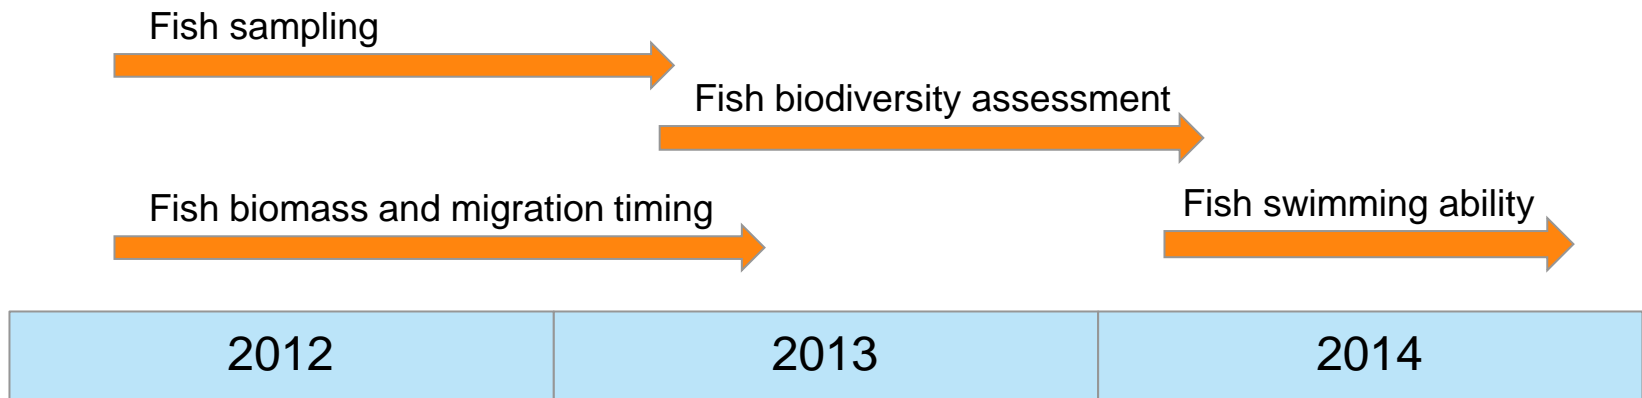 Fish sampling
Fish biodiversity assessment
Fish biomass and migration timing
Fish swimming ability
2012
2013
2014